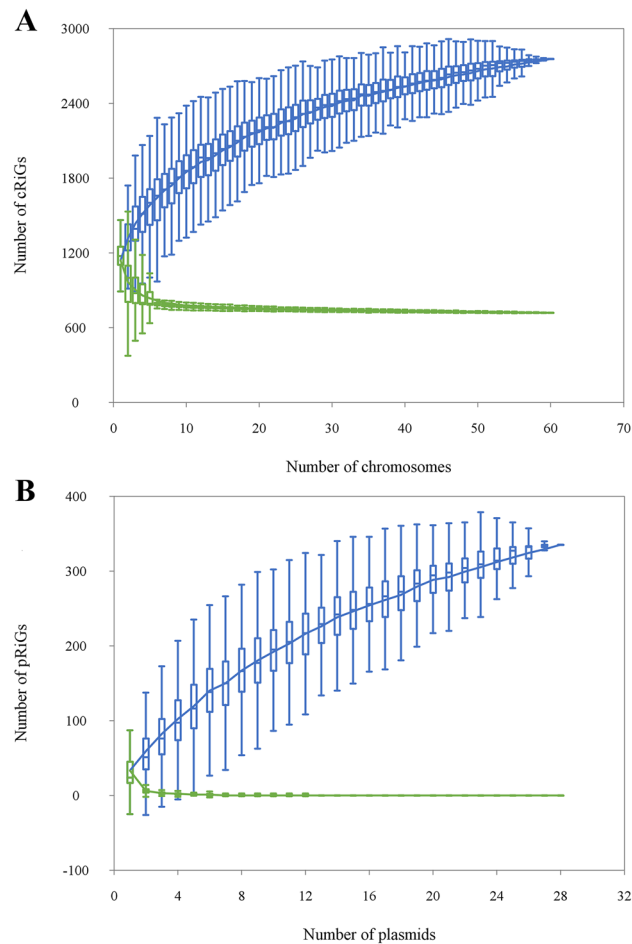 A
3000
2400
1800
1200
600
0
Number of cRiGs
0 10 20 30 40 50 60 70
Number of chromosomes
B
400
300
200
100
0
-100
Number of pRiGs
0 4 8 12 16 20 24 28 32
Number of plasmids